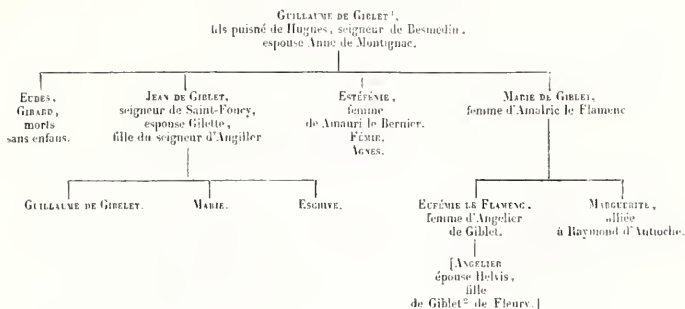 GUILLAUME DE GIBLET¹,
fils puisné de Hugues, seigneur de Besmedin,
espouse Anne de Montignac.
EUDES,
GIRARD,
morts
sans enfans.
JEAN DE GIBLET,
seigneur de Saint-Foucy,
espouse Gilette,
fille du seigneur d'Angiller
ESTÉFÉNIE,
femme
de Amauri le Bernier.
FÉMIE.
AGNES.
MARIE DE GIBLET,
femme d'Amalric le Flamenc
GUILLAUME DE GIBELET.
MARIE.
ESCHIVE.
EUFÉMIE LE FLAMENC,
femme d'Angelier
de Giblet.
[ANGELIER
épouse Helvis,
fille
de Giblet² de Fleury.]
MARGUERITE,
alliée
à Raymond d'Antioche.